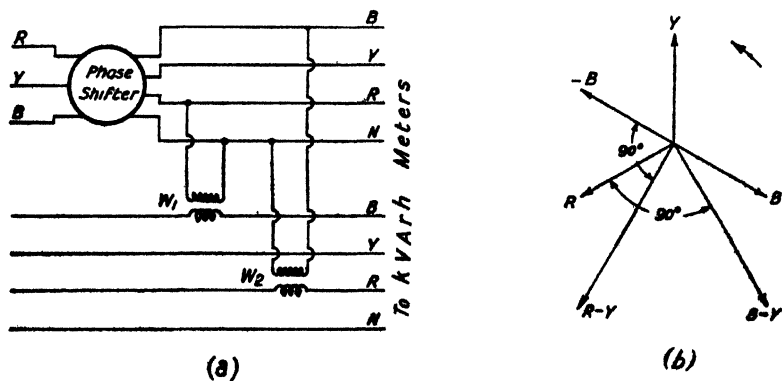 R
Y
B
Phase
Shifter
B
Y
R
N
W1
W2
B
Y
R
N
To kVArh Meters
(a)
Y
-B
90°
R
90°
B
R-Y
B-Y
(b)